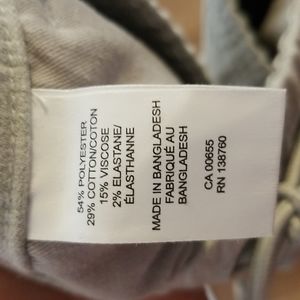 54% POLYESTER
29% COTTON/COTON
15% VISCOSE
2% ELASTANE/
ÉLASTHANNE
MADE IN BANGLADESH
FABRIQUÉ AU
BANGLADESH
CA 00655
RN 138760